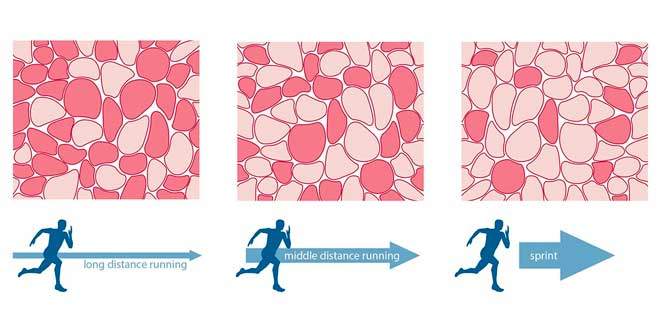 long distance running
middle distance running
sprint